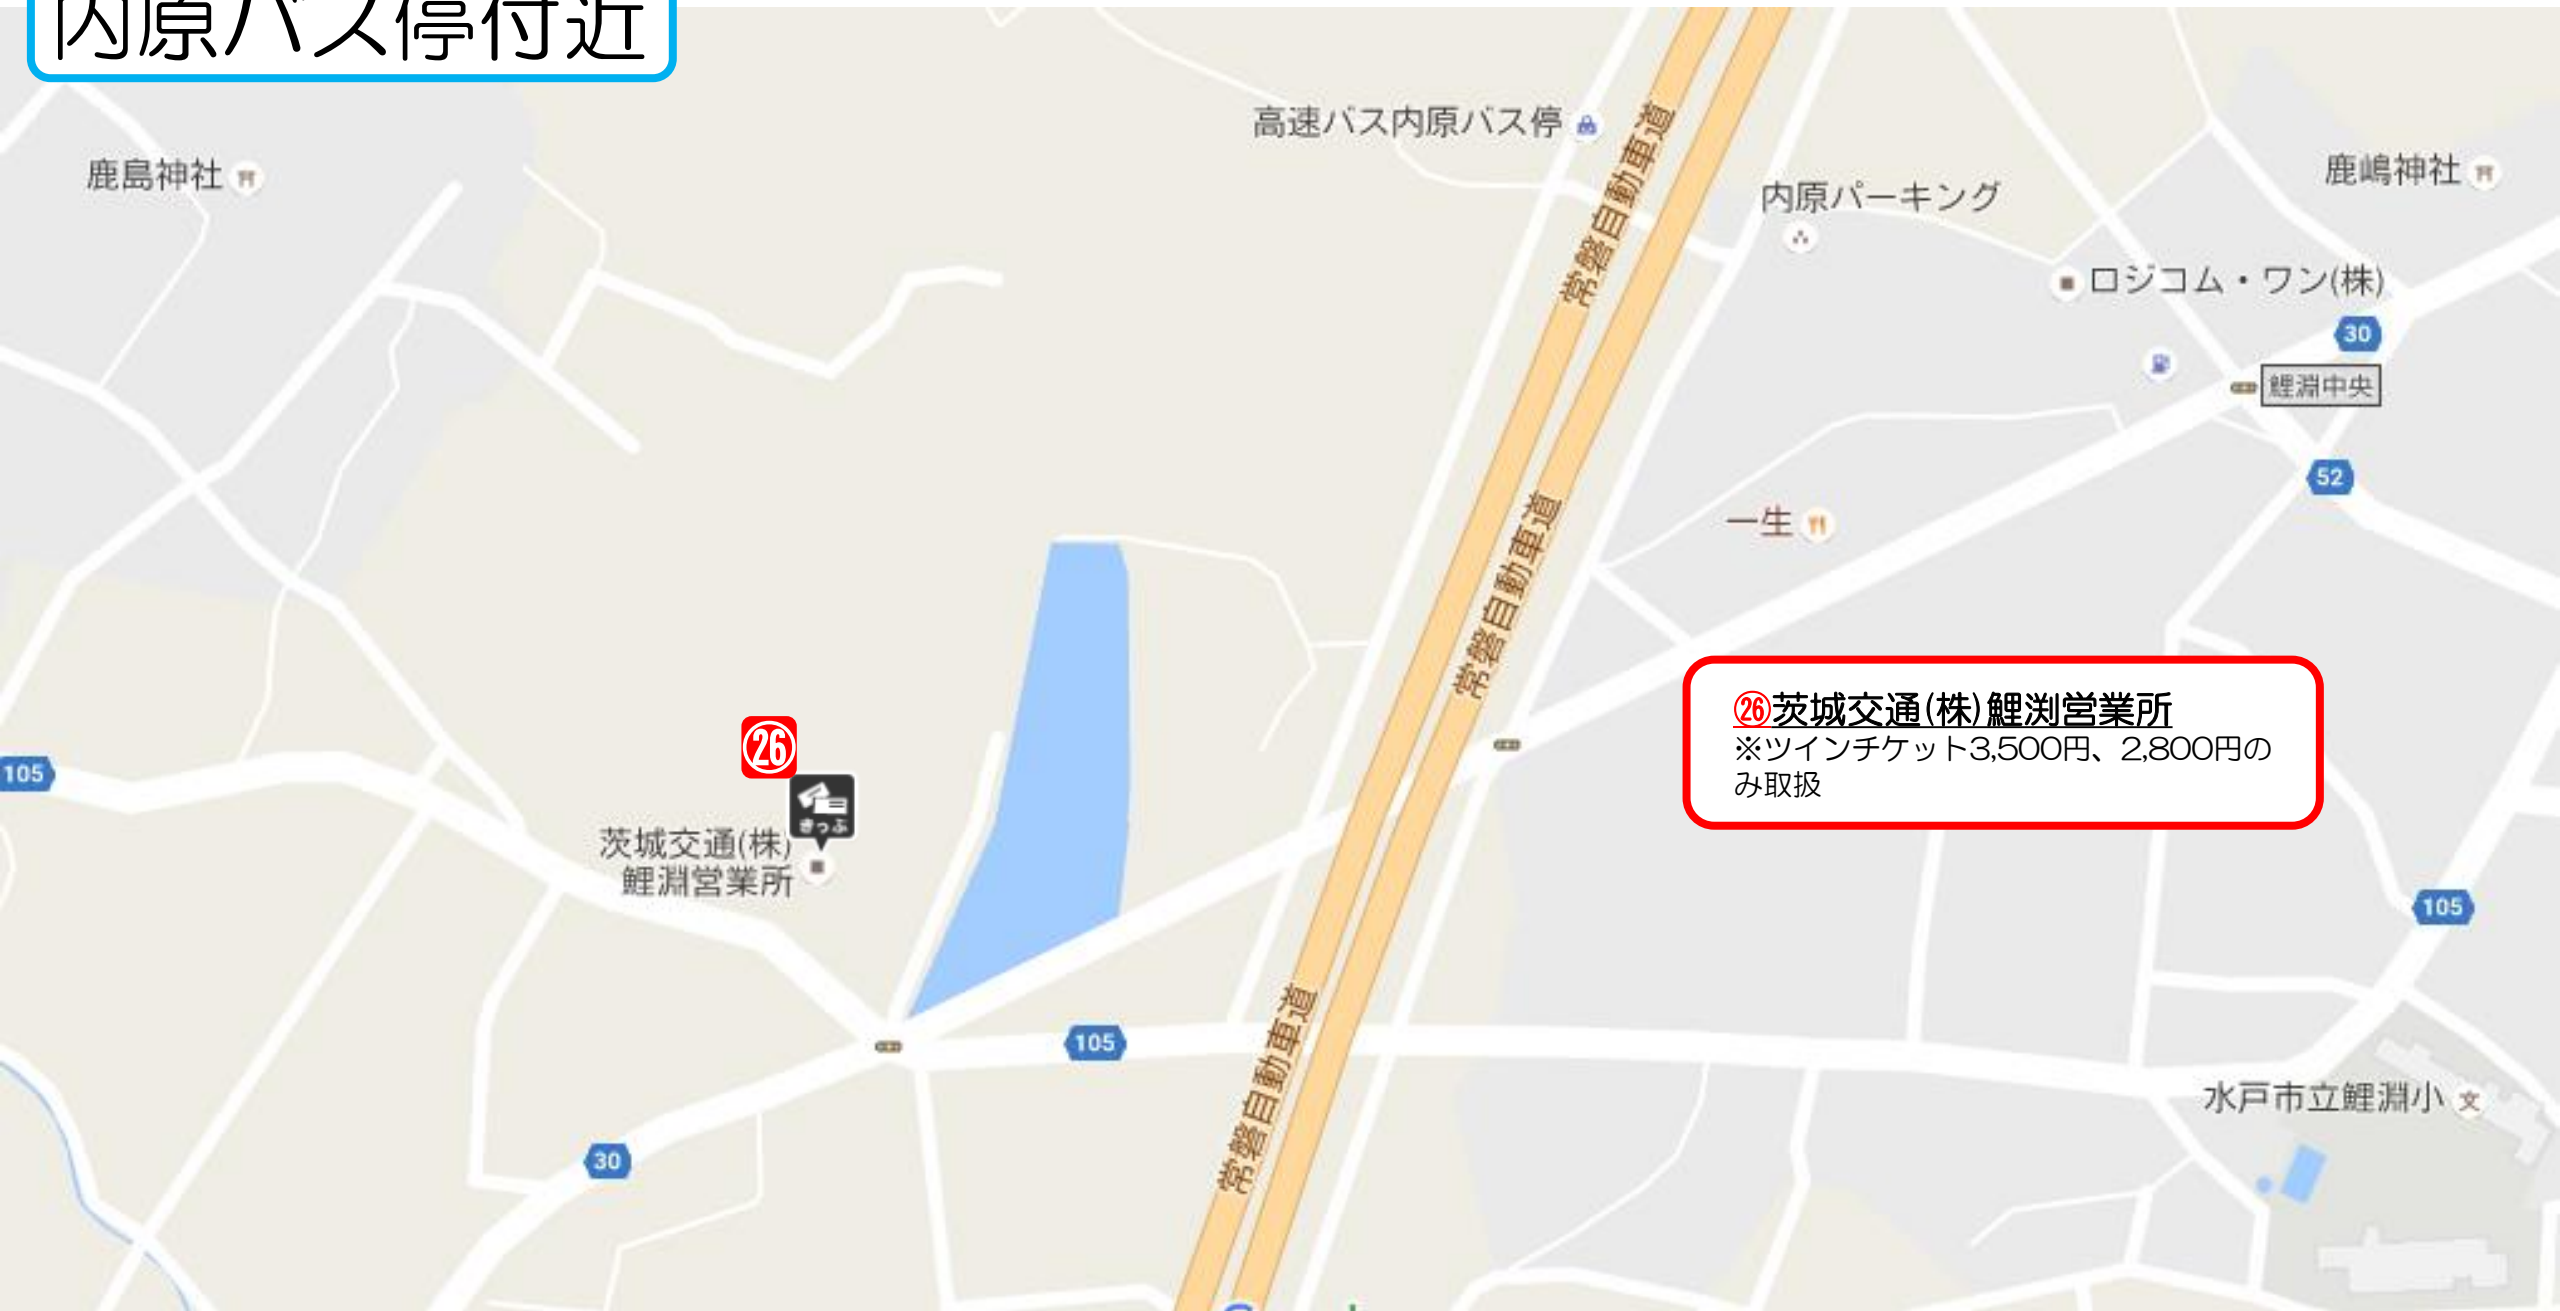 内原バス停付近
高速バス内原バス停
常磐自動車道
鹿島神社
内原パーキング
鹿嶋神社
ロジコム・ワン(株)
30
鯉淵中央
52
一生
常磐自動車道
㉖茨城交通(株)鯉渕営業所
※ツインチケット3,500円、2,800円の
み取扱
㉖
105
きっぷ
茨城交通(株)
鯉淵営業所
105
105
常磐自動車道
水戸市立鯉淵小
文
30